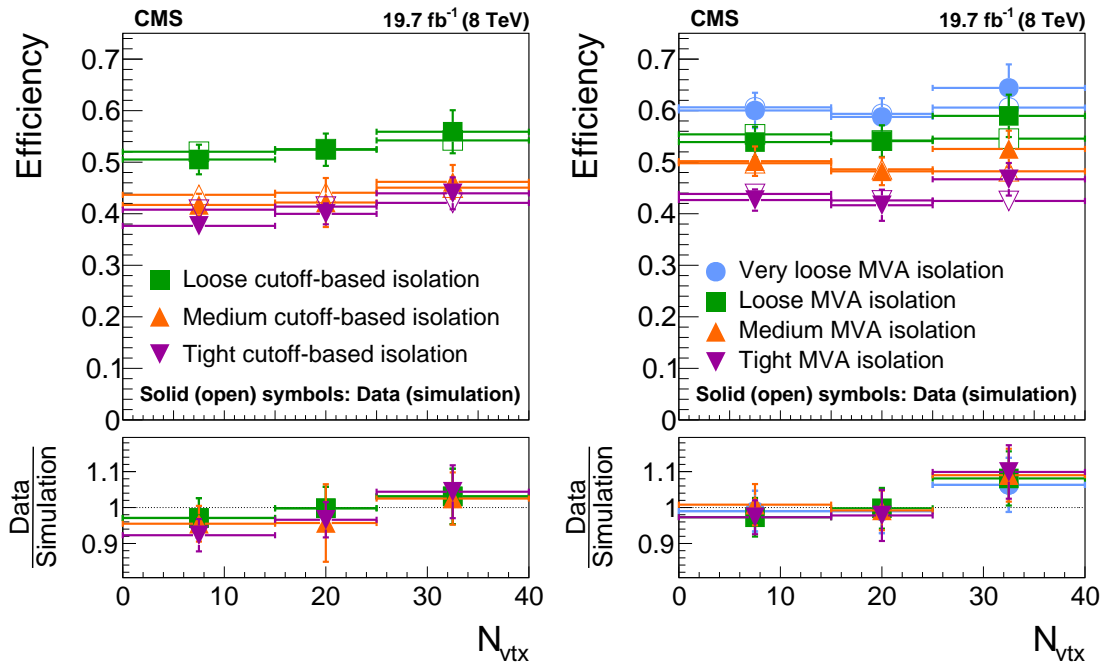 CMS 19.7 fb⁻¹ (8 TeV)
Efficiency
0.7
0.6
0.5
0.4
0.3
0.2
0.1
0
Loose cutoff-based isolation
Medium cutoff-based isolation
Tight cutoff-based isolation
Solid (open) symbols: Data (simulation)
Data
Simulation
1.1
1
0.9
0 10 20 30 40
N_vtx
CMS 19.7 fb⁻¹ (8 TeV)
Efficiency
0.7
0.6
0.5
0.4
0.3
0.2
0.1
0
Very loose MVA isolation
Loose MVA isolation
Medium MVA isolation
Tight MVA isolation
Solid (open) symbols: Data (simulation)
Data
Simulation
1.1
1
0.9
0 10 20 30 40
N_vtx